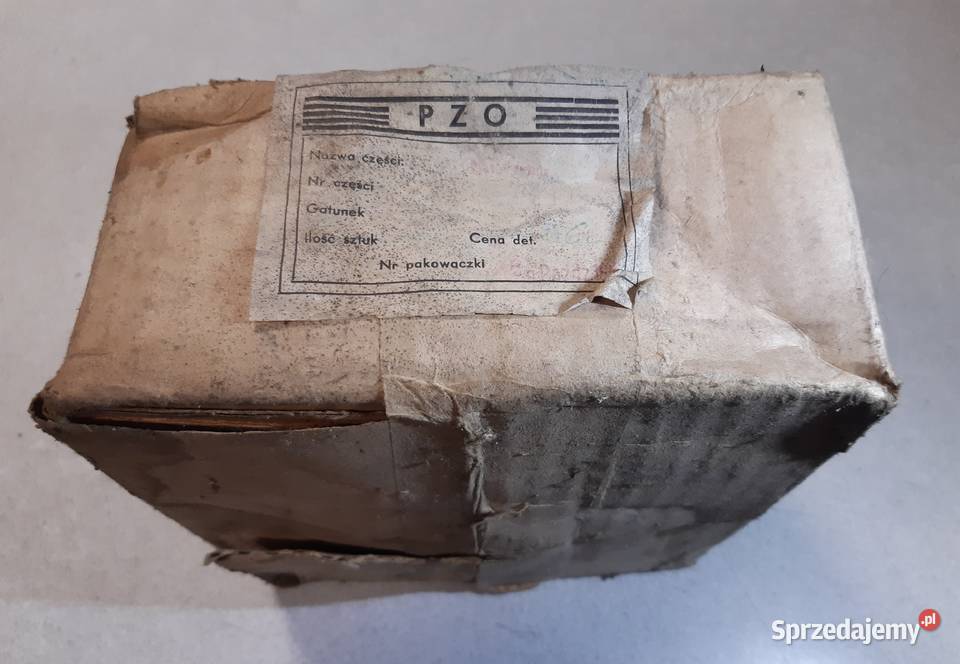 PZO
Nazwa części:
Nr części
Gatunek
Ilość sztuk Cena det.
Nr pakowaczki
Sprzedajemy.pl